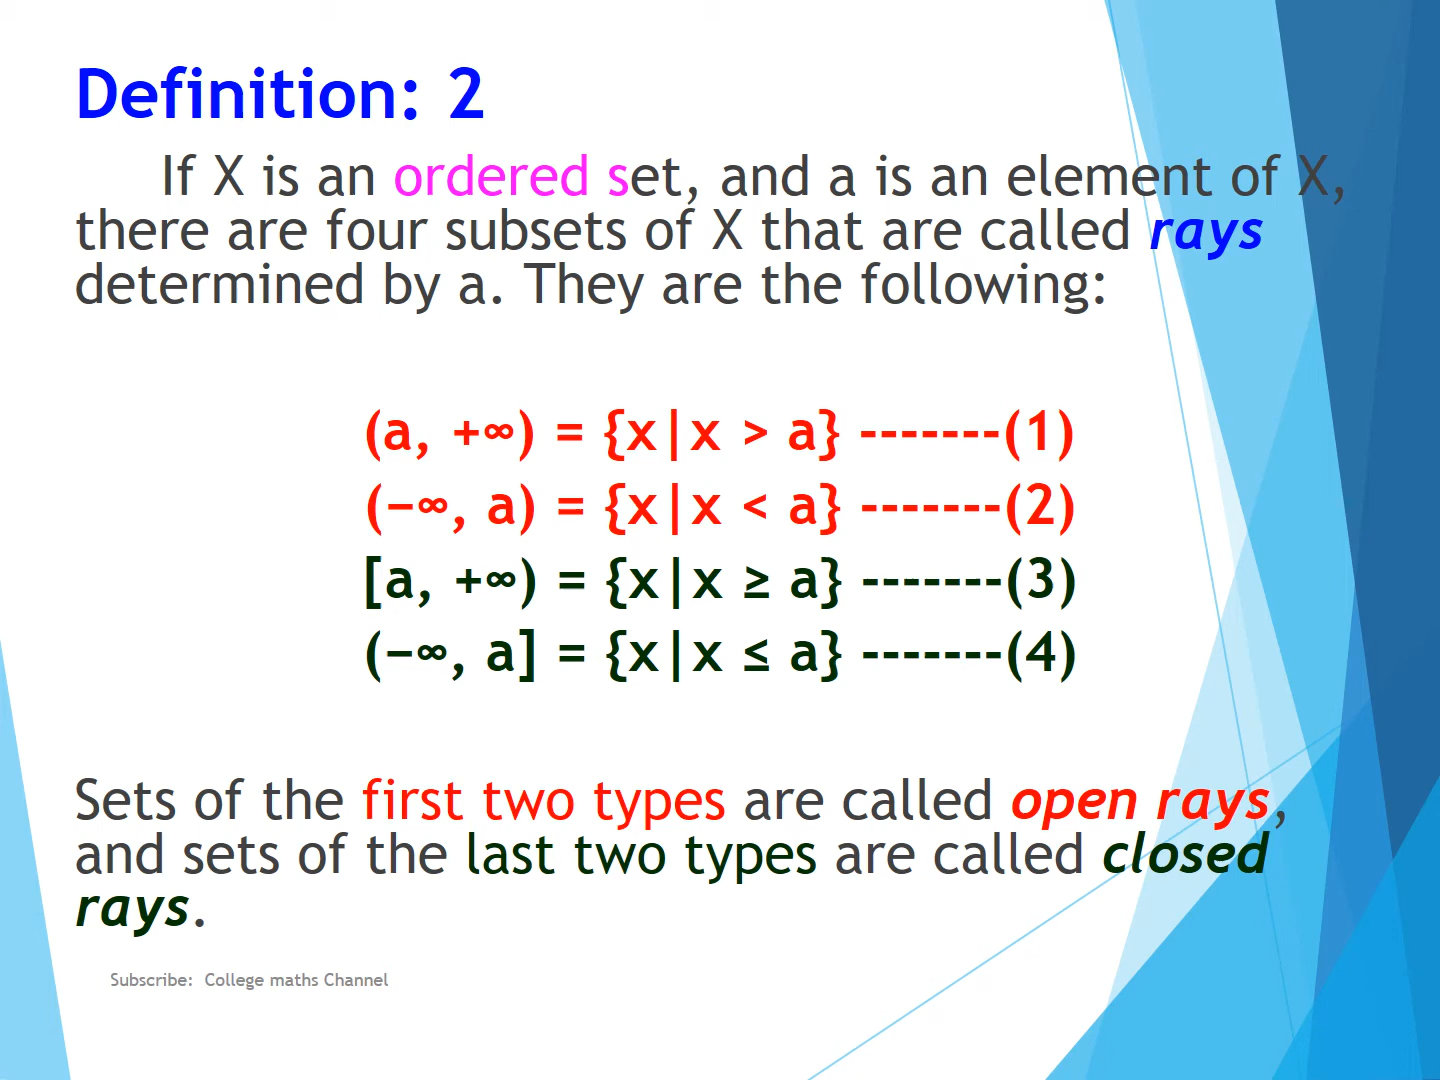 Definition: 2
If X is an ordered set, and a is an element of X,
there are four subsets of X that are called rays
determined by a. They are the following:
(a, +∞) = {x|x > a} -------(1)
(−∞, a) = {x|x < a} -------(2)
[a, +∞) = {x|x ≥ a} -------(3)
(−∞, a] = {x|x ≤ a} -------(4)
Sets of the first two types are called open rays,
and sets of the last two types are called closed
rays.
Subscribe: College maths Channel